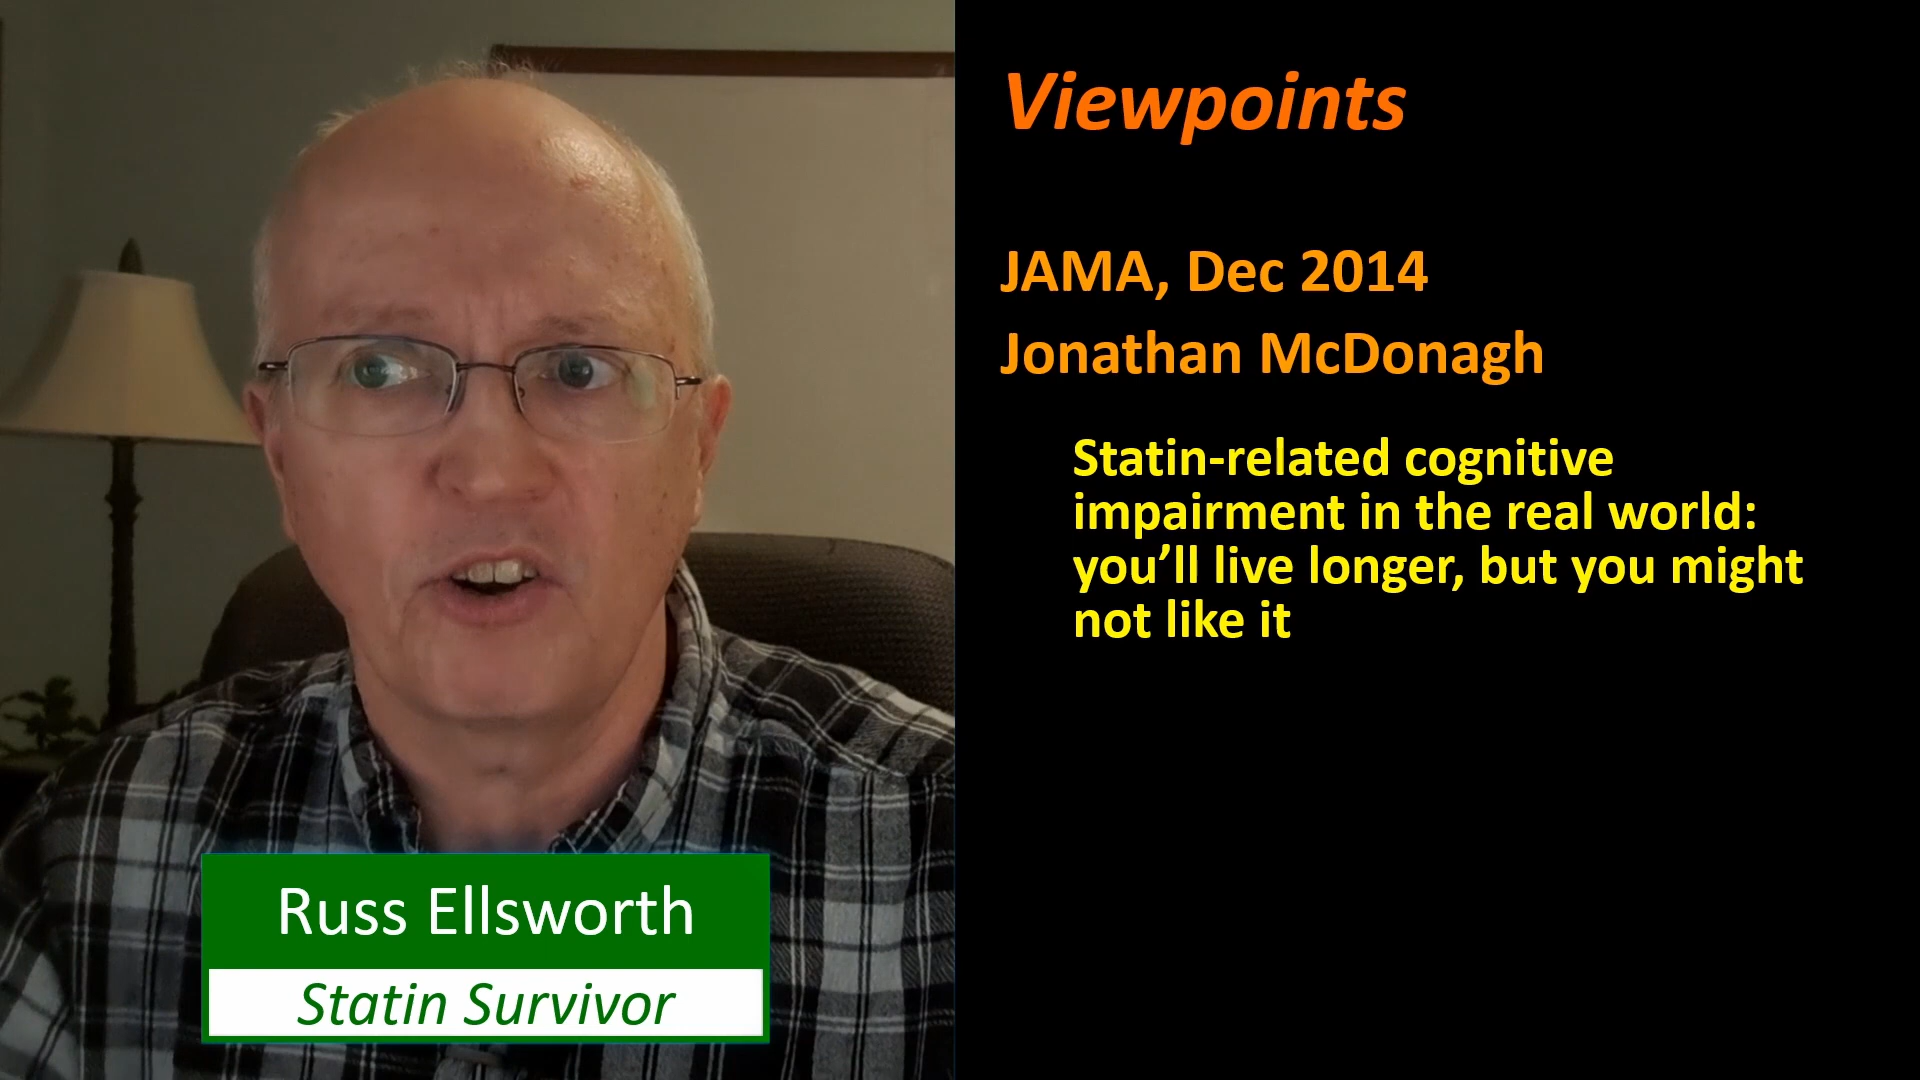 Viewpoints
JAMA, Dec 2014
Jonathan McDonagh
Statin-related cognitive
impairment in the real world:
you’ll live longer, but you might
not like it
Russ Ellsworth
Statin Survivor